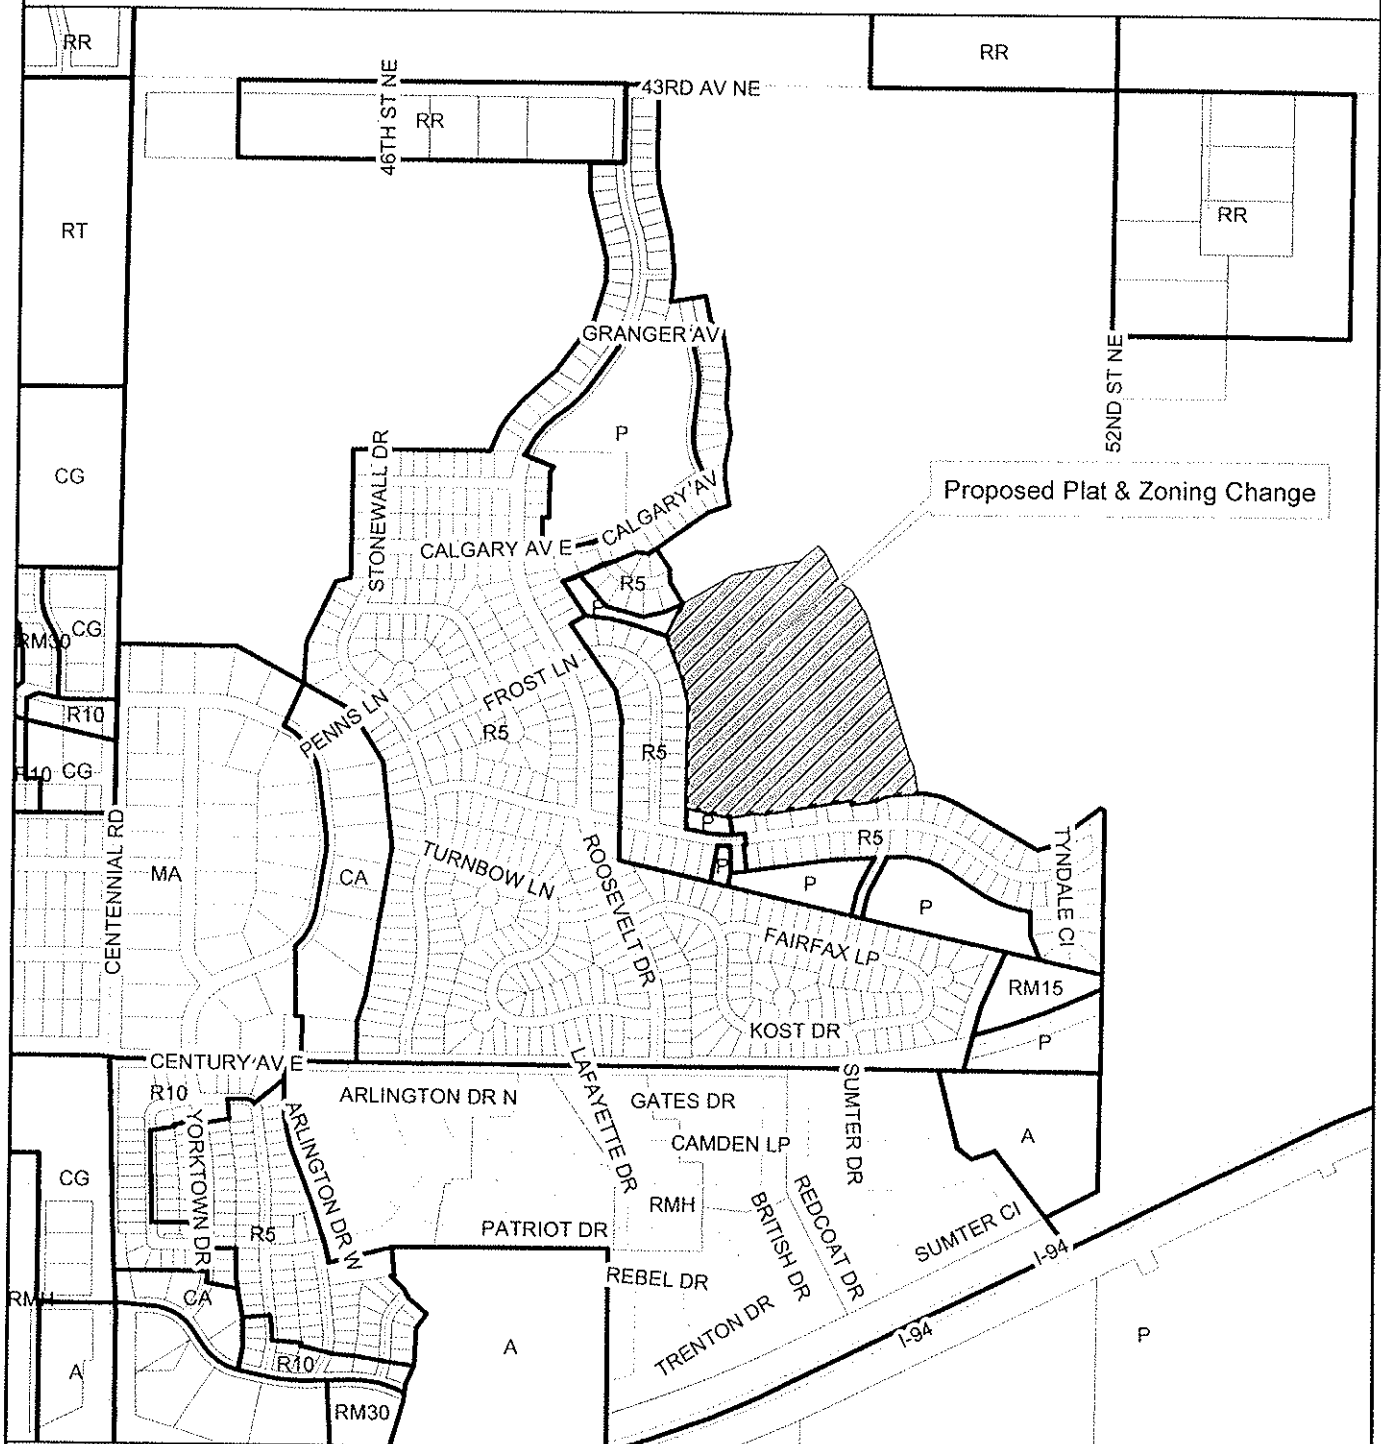 RR
RR
43RD AV NE
46TH ST NE
RR
RT
RR
GRANGER AV
52ND ST NE
P
STONEWALL DR
CG
Proposed Plat & Zoning Change
CALGARY AV
CALGARY AV E
R5
P
RM30
CG
FROST LN
PENNS LN
R10
R5
R5
R10
CG
P
R5
TYNDALE CI
CENTENNIAL RD
MA
CA
TURNBOW LN
ROOSEVELT DR
P
P
P
FAIRFAX LP
RM15
KOST DR
P
CENTURY AV E
R10
ARLINGTON DR N
LAFAYETTE DR
GATES DR
SUMTER DR
YORKTOWN DR
ARLINGTON DR W
CAMDEN LP
A
CG
RMH
REDCOAT DR
BRITISH DR
PATRIOT DR
R5
SUMTER CI
I-94
REBEL DR
RMH
CA
TRENTON DR
I-94
P
A
R10
A
RM30